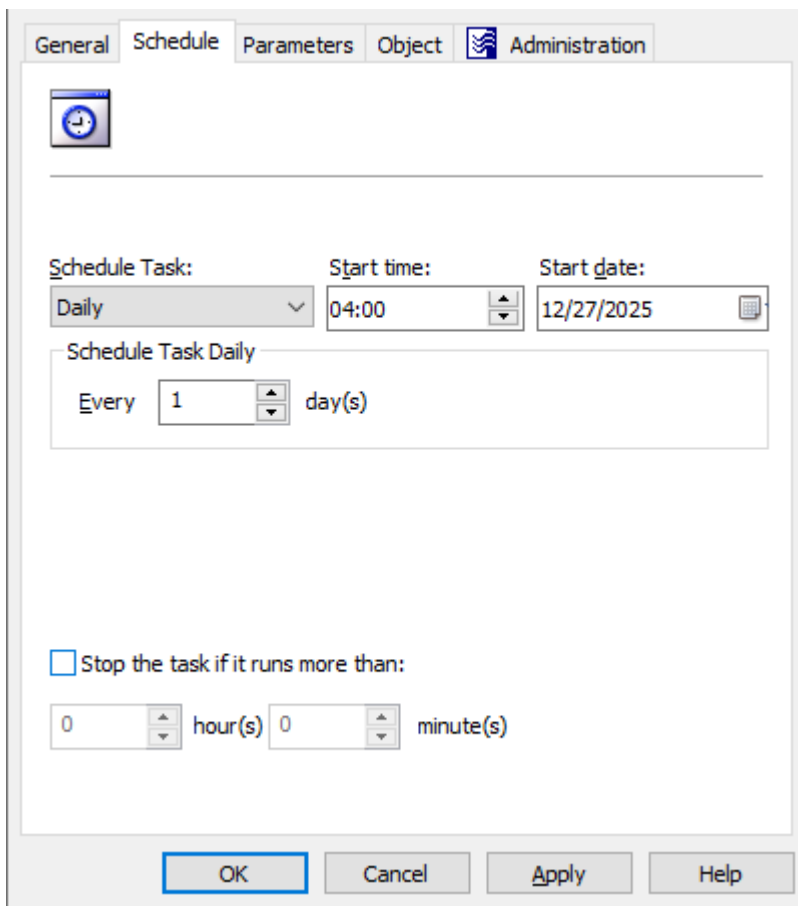 General Schedule Parameters Object Administration
Schedule Task: Start time: Start date:
Daily 04:00 12/27/2025
Schedule Task Daily
Every 1 day(s)
Stop the task if it runs more than:
0 hour(s) 0 minute(s)
OK Cancel Apply Help